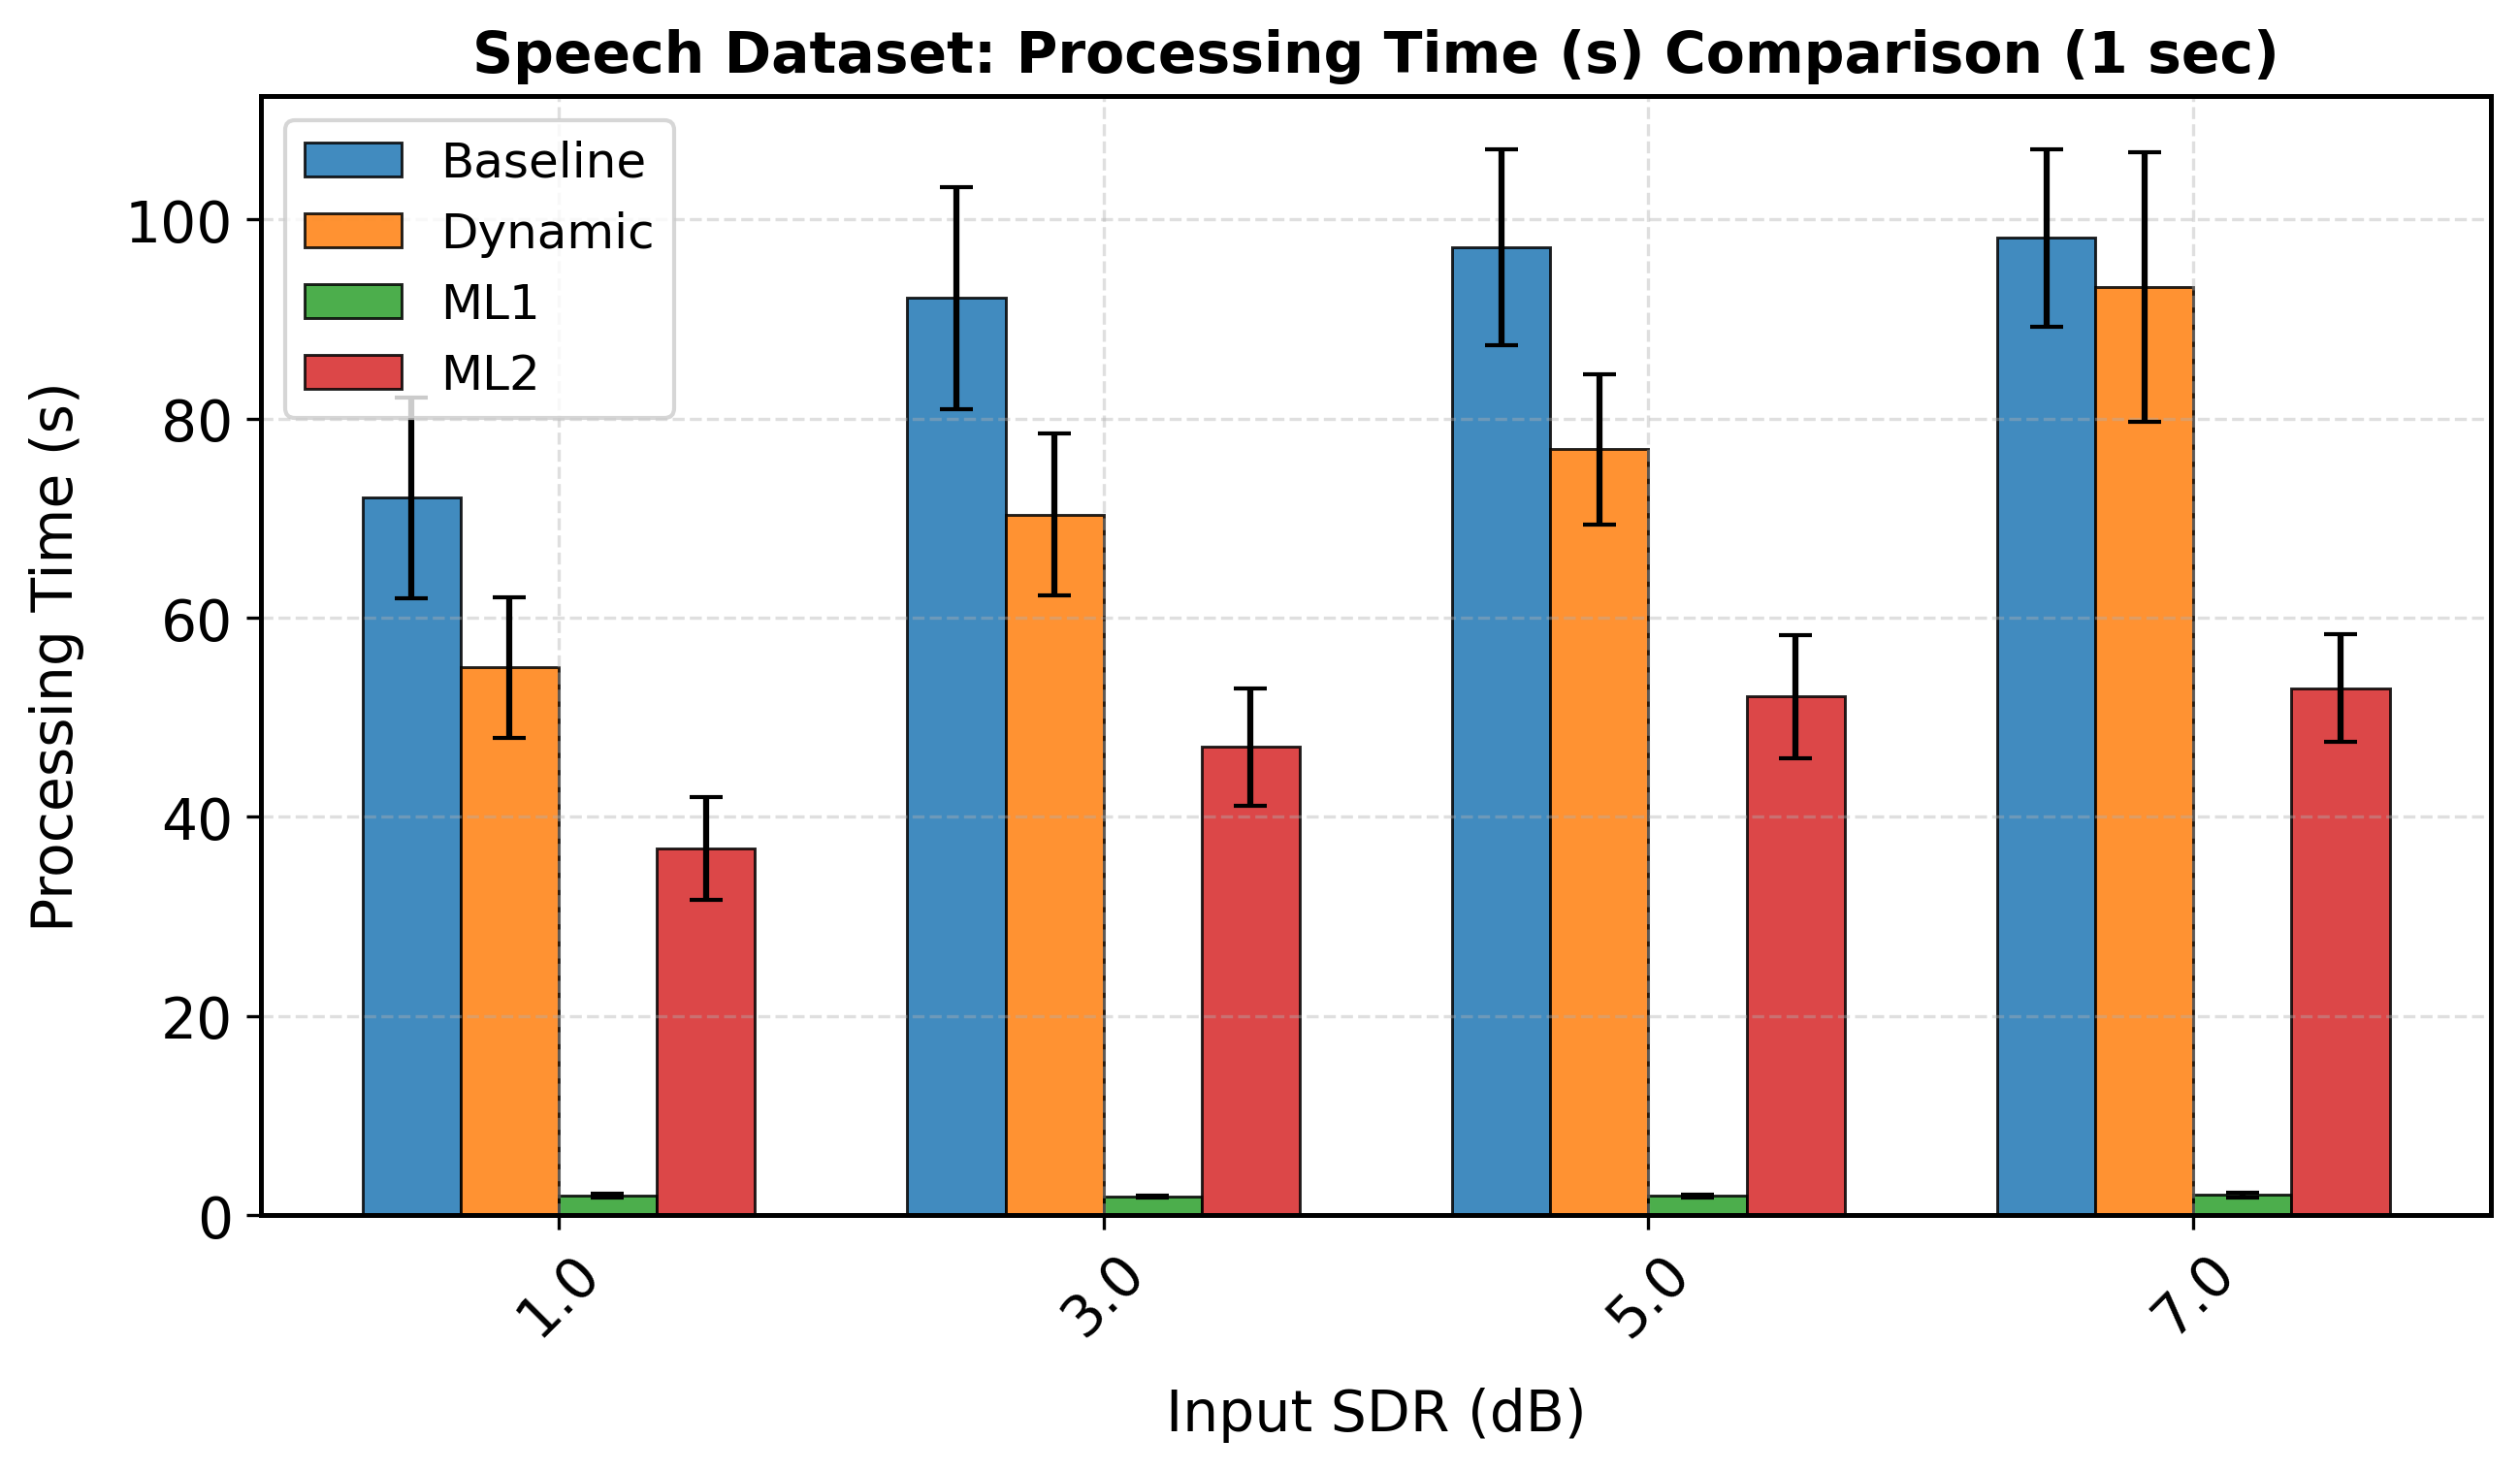 Speech Dataset: Processing Time (s) Comparison (1 sec)
Baseline
Dynamic
ML1
ML2
Processing Time (s)
100
80
60
40
20
0
1.0
3.0
5.0
7.0
Input SDR (dB)